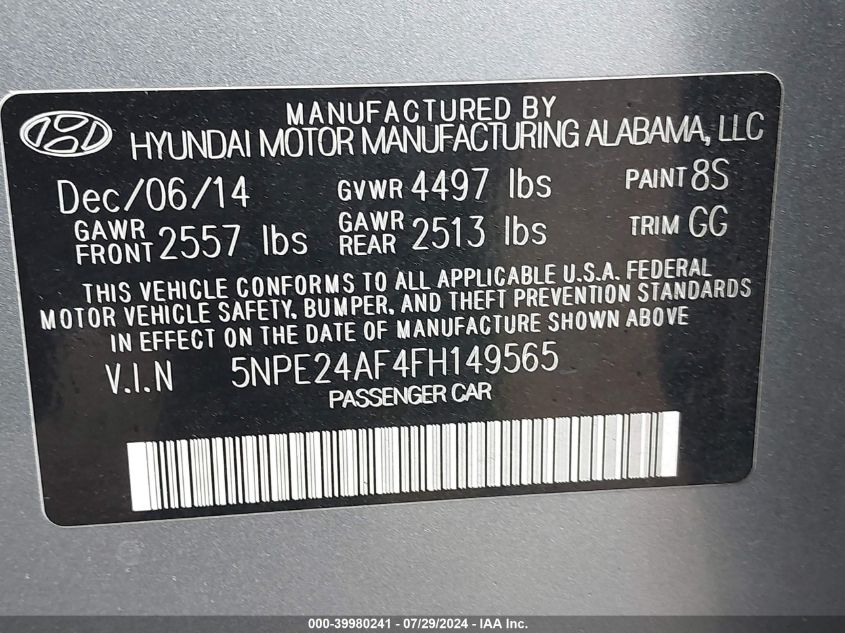 MANUFACTURED BY
HYUNDAI MOTOR MANUFACTURING ALABAMA, LLC
Dec/06/14 GVWR 4497 lbs PAINT 8S
GAWR FRONT 2557 lbs GAWR REAR 2513 lbs TRIM GG
THIS VEHICLE CONFORMS TO ALL APPLICABLE U.S.A. FEDERAL
MOTOR VEHICLE SAFETY, BUMPER, AND THEFT PREVENTION STANDARDS
IN EFFECT ON THE DATE OF MANUFACTURE SHOWN ABOVE
V.I.N 5NPE24AF4FH149565
PASSENGER CAR
000-39980241 - 07/29/2024 - IAA Inc.